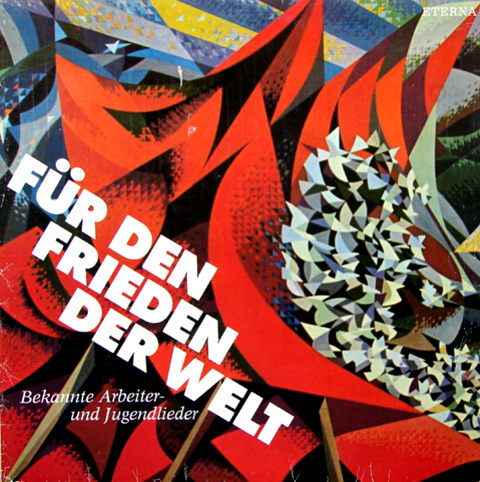 ETERNA
FÜR DEN
FRIEDEN
DER WELT
Bekannte Arbeiter-
und Jugendlieder